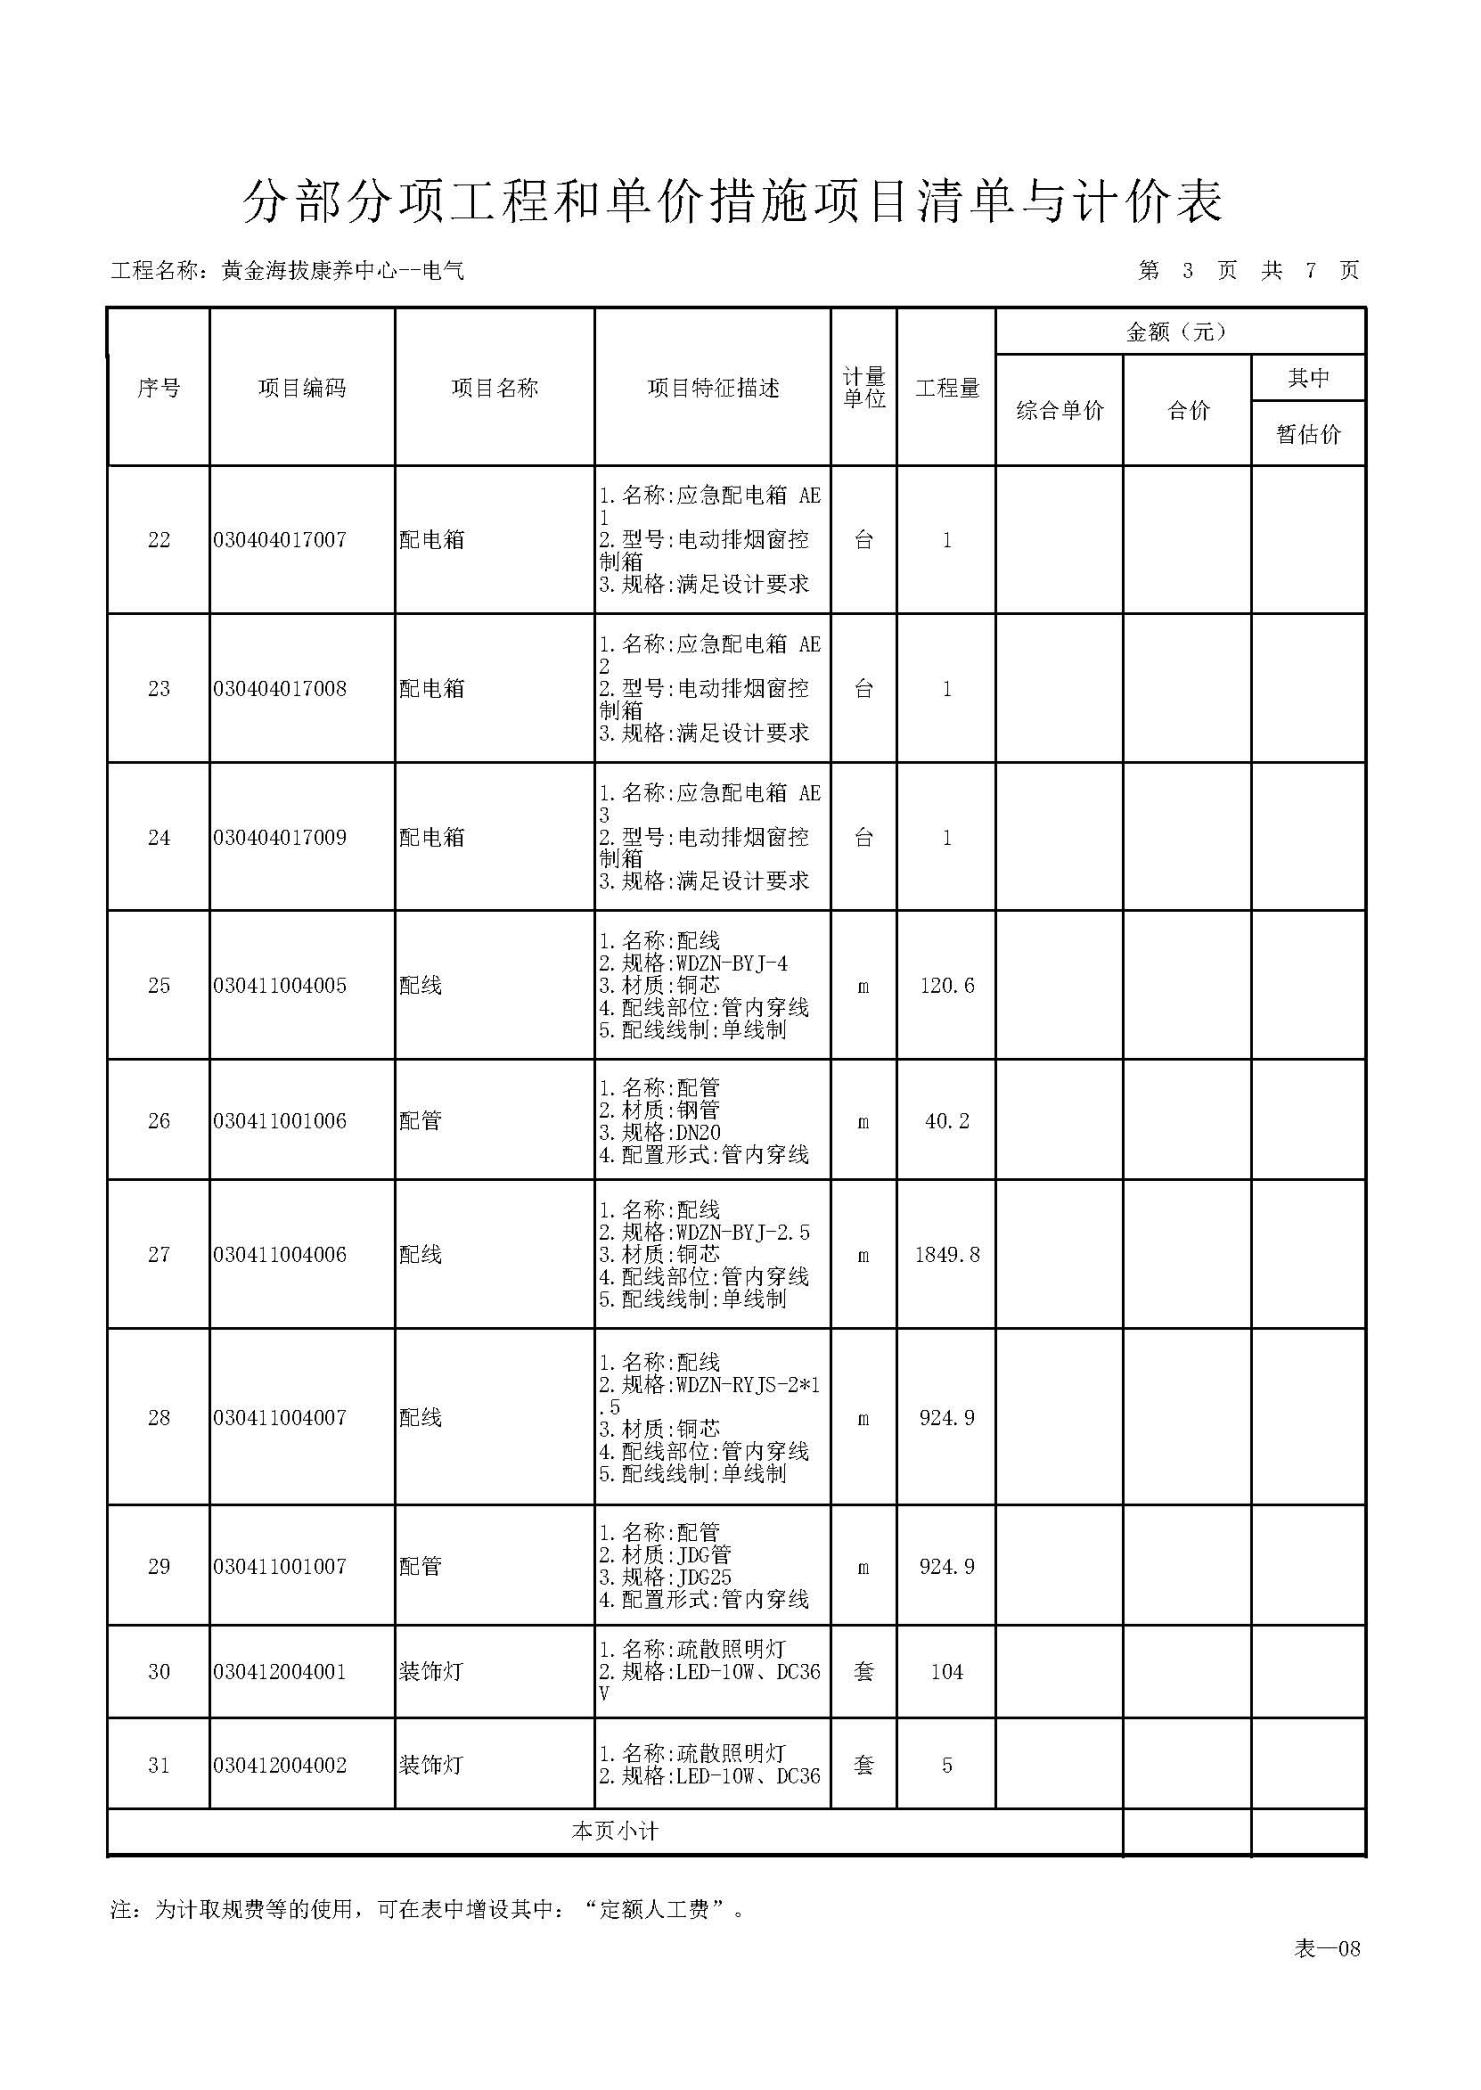 分部分项工程和单价措施项目清单与计价表
工程名称：黄金海拔康养中心--电气 第 3 页 共 7 页
序号 项目编码 项目名称 项目特征描述 计量单位 工程量 金额（元）
综合单价 合价 其中
暂估价
22 030404017007 配电箱 1.名称:应急配电箱 AE
1
2.型号:电动排烟窗控
制箱
3.规格:满足设计要求 台 1
23 030404017008 配电箱 1.名称:应急配电箱 AE
2
2.型号:电动排烟窗控
制箱
3.规格:满足设计要求 台 1
24 030404017009 配电箱 1.名称:应急配电箱 AE
3
2.型号:电动排烟窗控
制箱
3.规格:满足设计要求 台 1
25 030411004005 配线 1.名称:配线
2.规格:WDZN-BYJ-4
3.材质:铜芯
4.配线部位:管内穿线
5.配线线制:单线制 m 120.6
26 030411001006 配管 1.名称:配管
2.材质:钢管
3.规格:DN20
4.配置形式:管内穿线 m 40.2
27 030411004006 配线 1.名称:配线
2.规格:WDZN-BYJ-2.5
3.材质:铜芯
4.配线部位:管内穿线
5.配线线制:单线制 m 1849.8
28 030411004007 配线 1.名称:配线
2.规格:WDZN-RYJS-2*1
.5
3.材质:铜芯
4.配线部位:管内穿线
5.配线线制:单线制 m 924.9
29 030411001007 配管 1.名称:配管
2.材质:JDG管
3.规格:JDG25
4.配置形式:管内穿线 m 924.9
30 030412004001 装饰灯 1.名称:疏散照明灯
2.规格:LED-10W、DC36
V 套 104
31 030412004002 装饰灯 1.名称:疏散照明灯
2.规格:LED-10W、DC36 套 5
本页小计
注：为计取规费等的使用，可在表中增设其中：“定额人工费”。
表—08